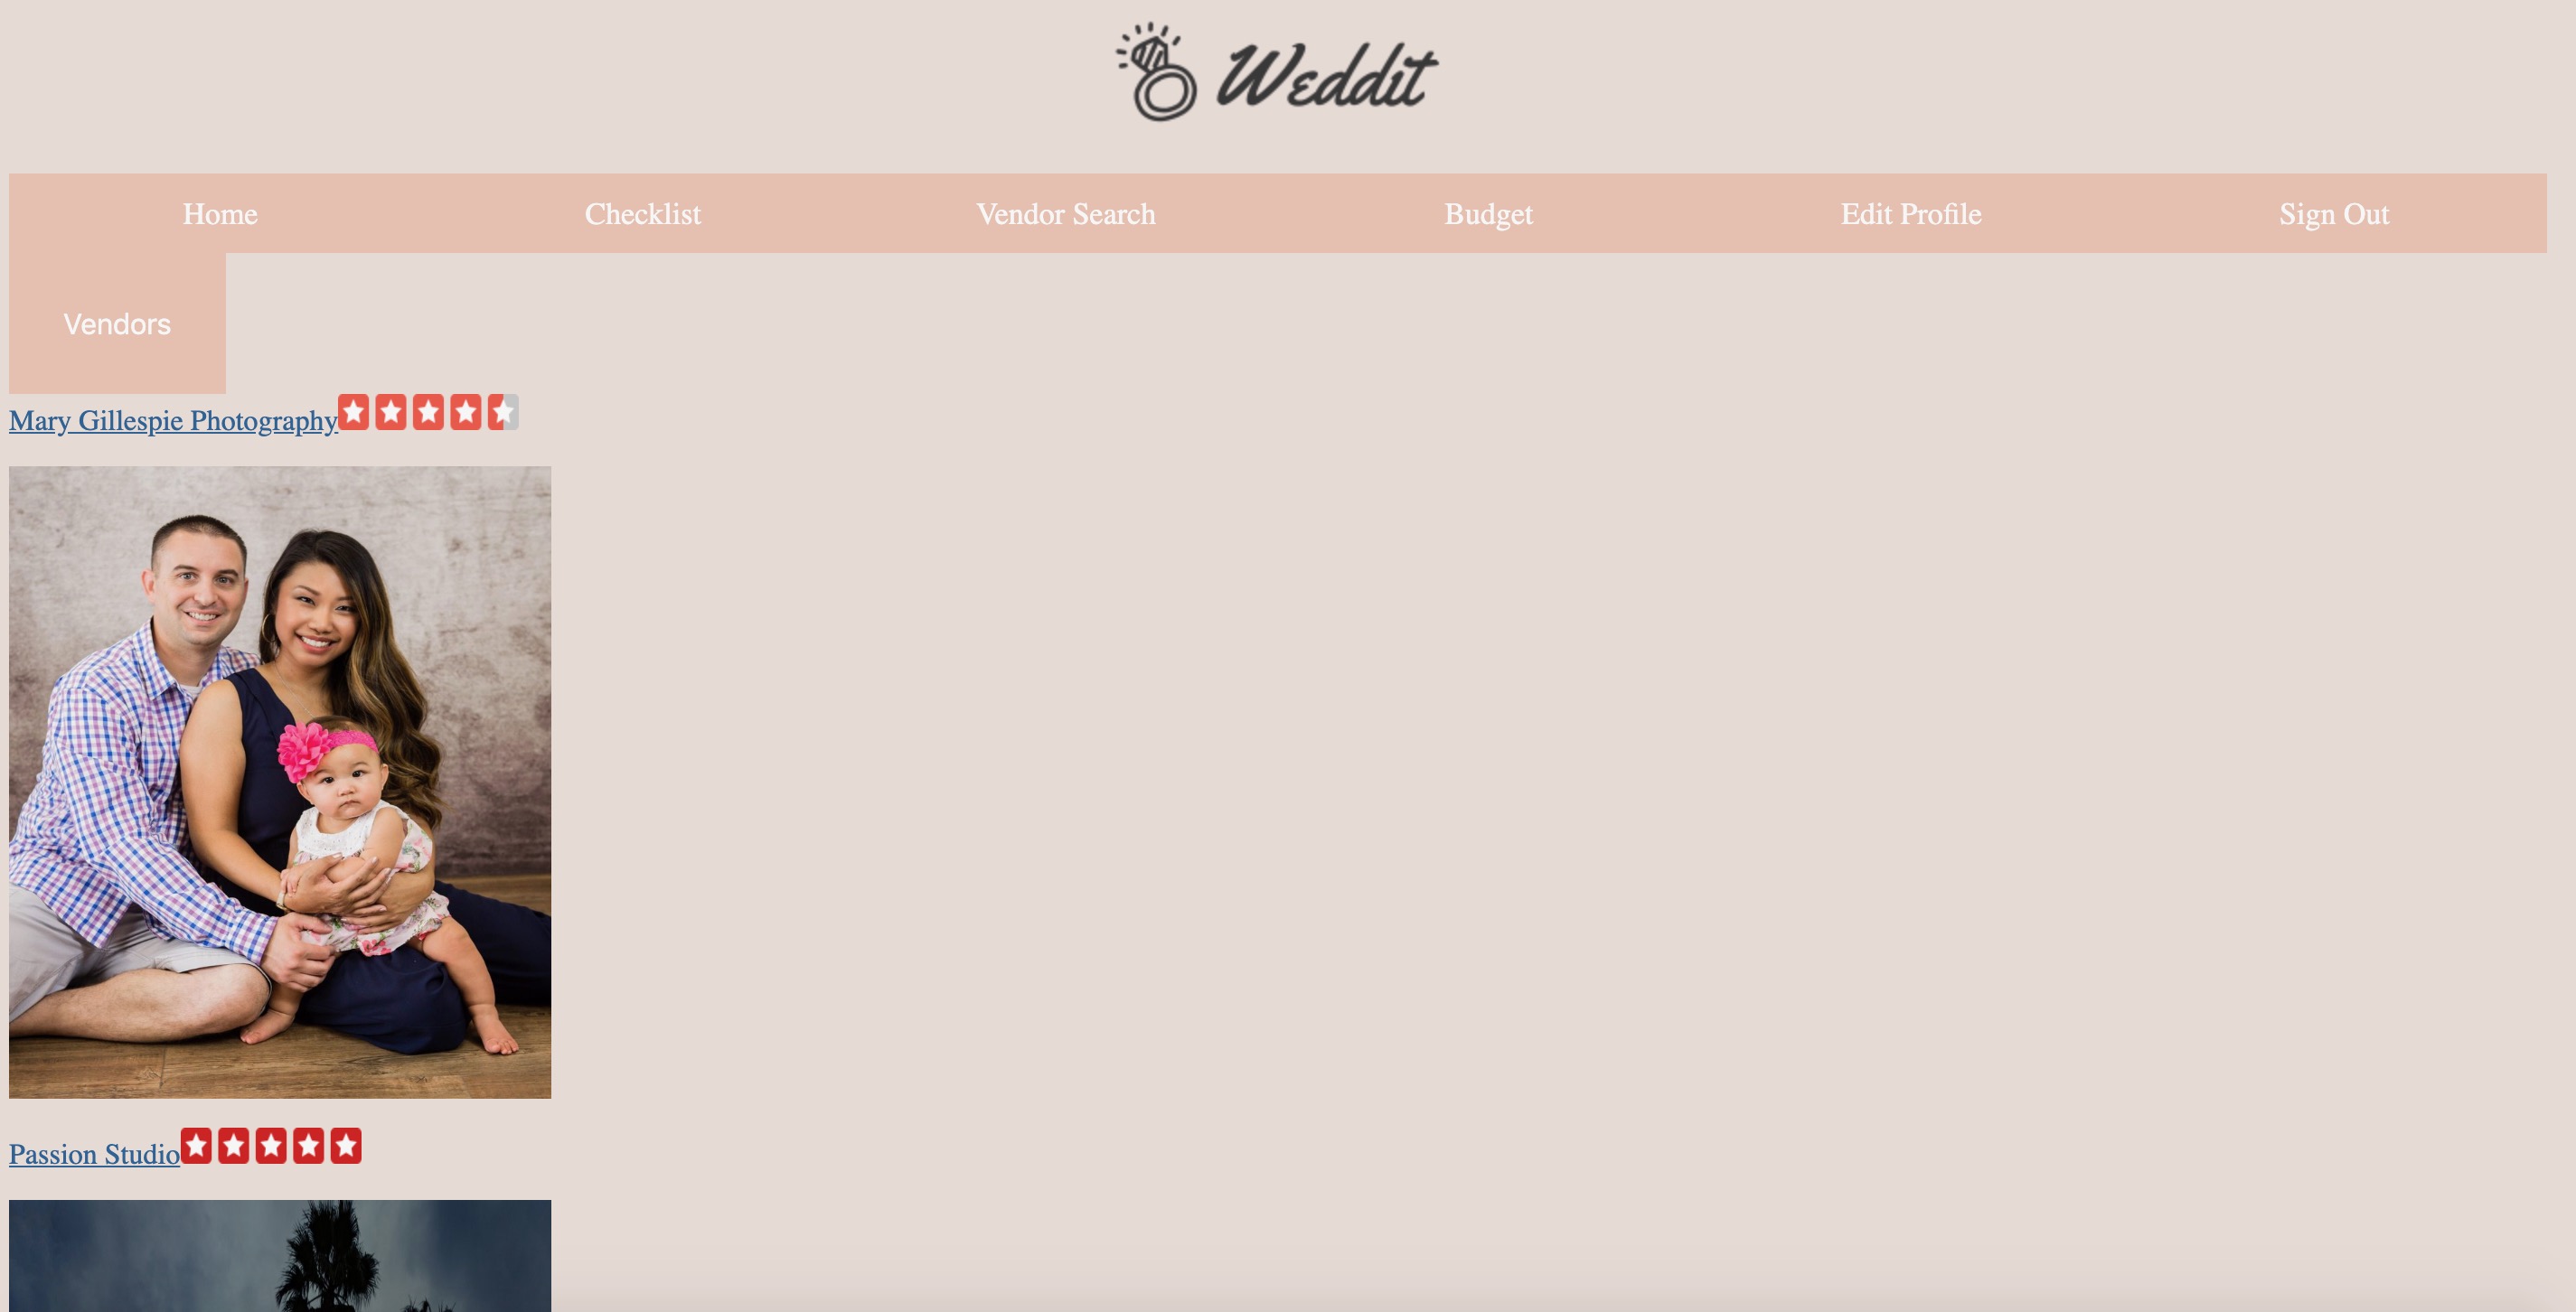 Weddit
Home Checklist Vendor Search Budget Edit Profile Sign Out
Vendors
Mary Gillespie Photography
Passion Studio